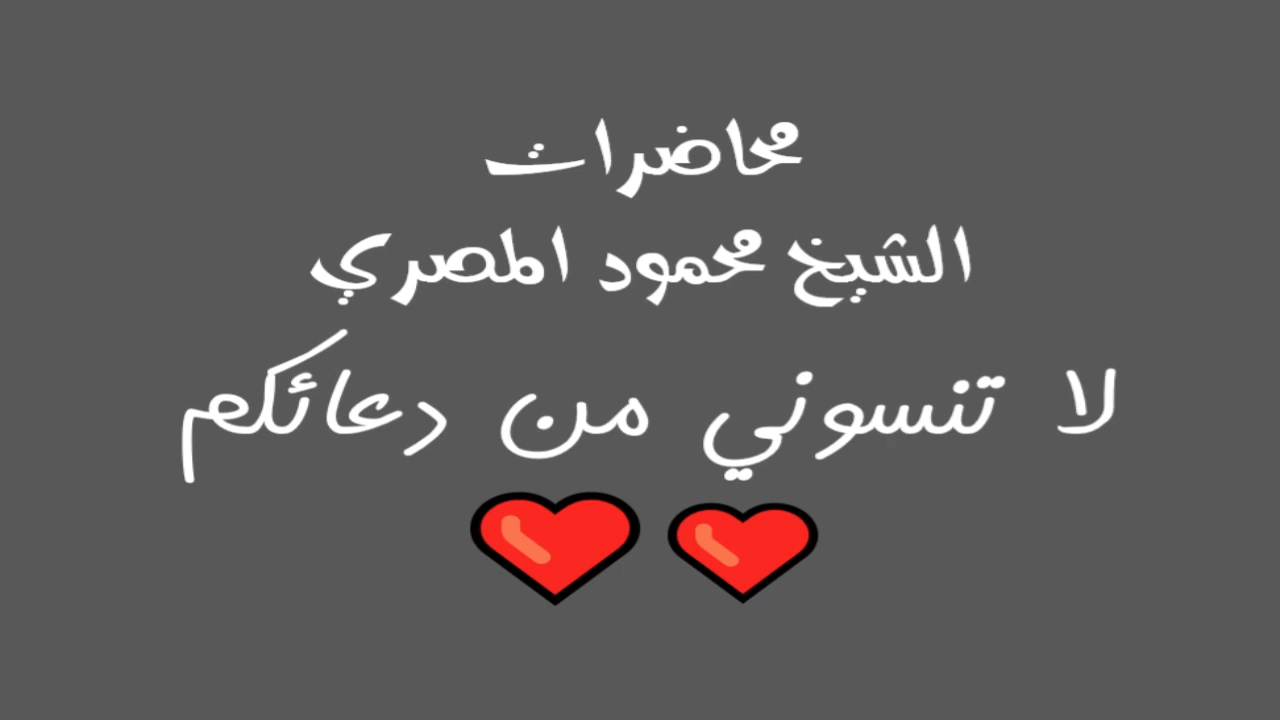 محاضرات
الشيخ محمود المصري
لا تنسوني من دعائكم